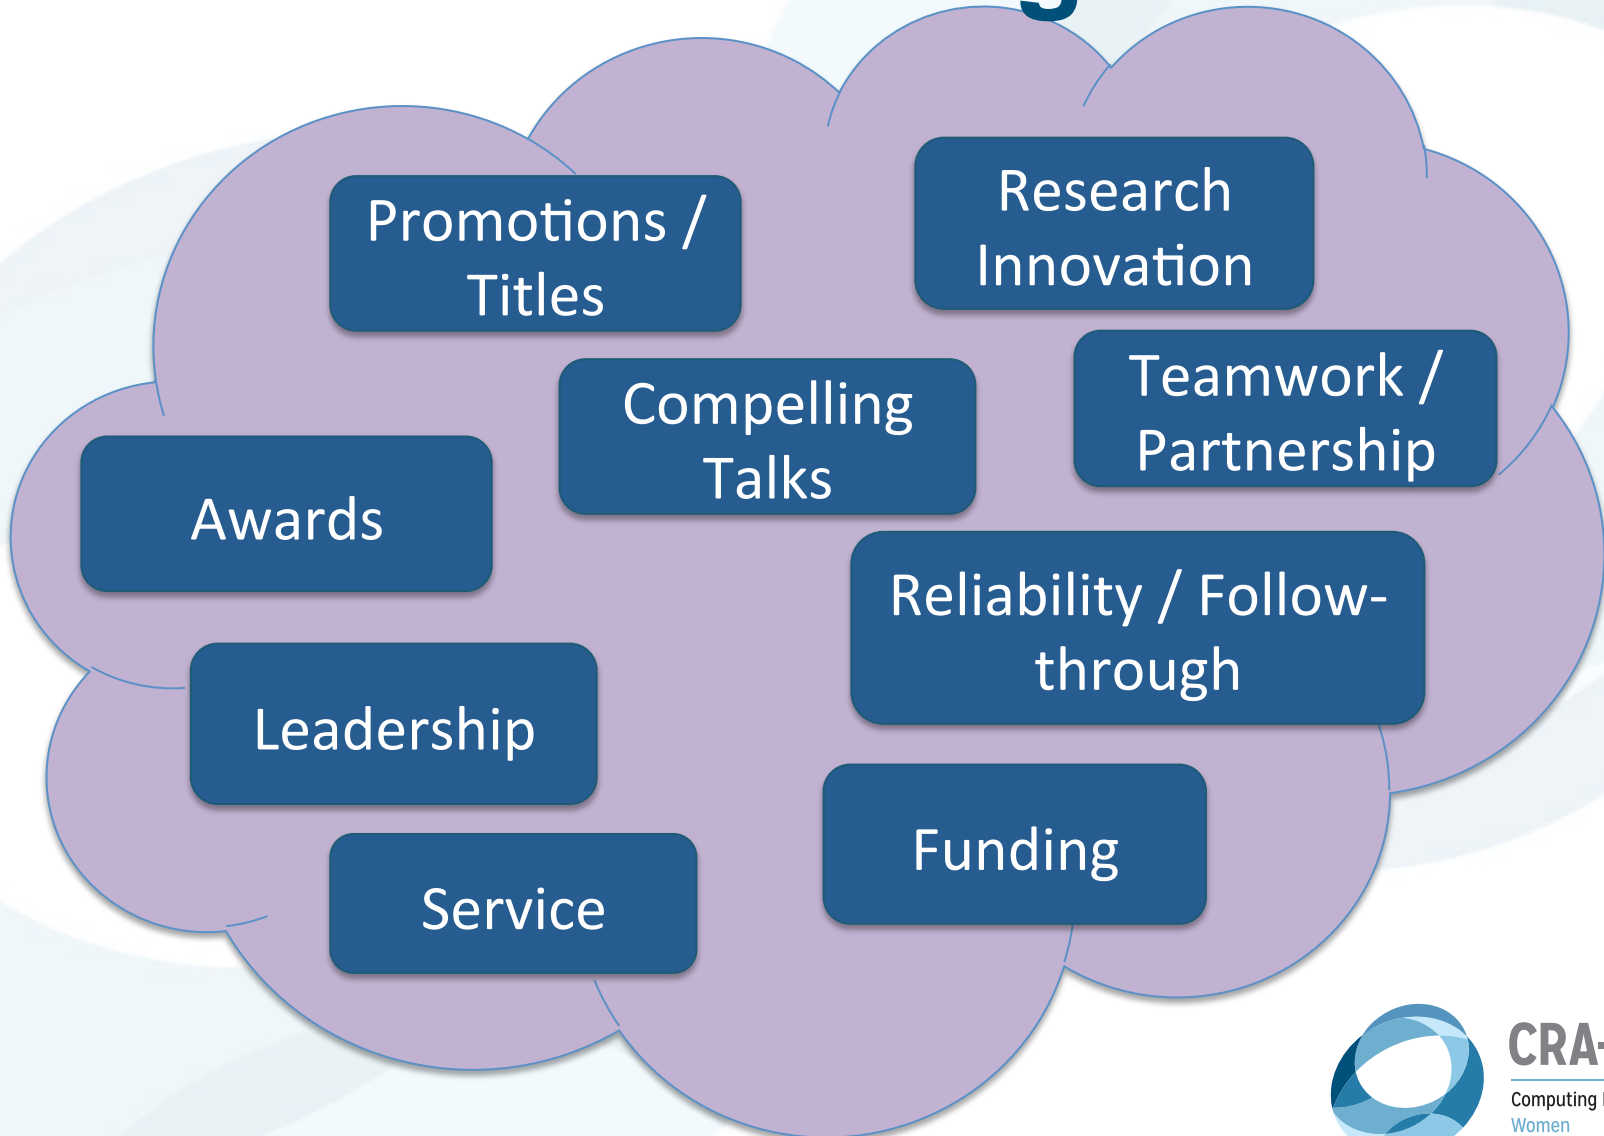 Promotions /
Titles
Research
Innovation
Compelling
Talks
Teamwork /
Partnership
Awards
Reliability / Follow-
through
Leadership
Funding
Service
CRA-
Computing
Women